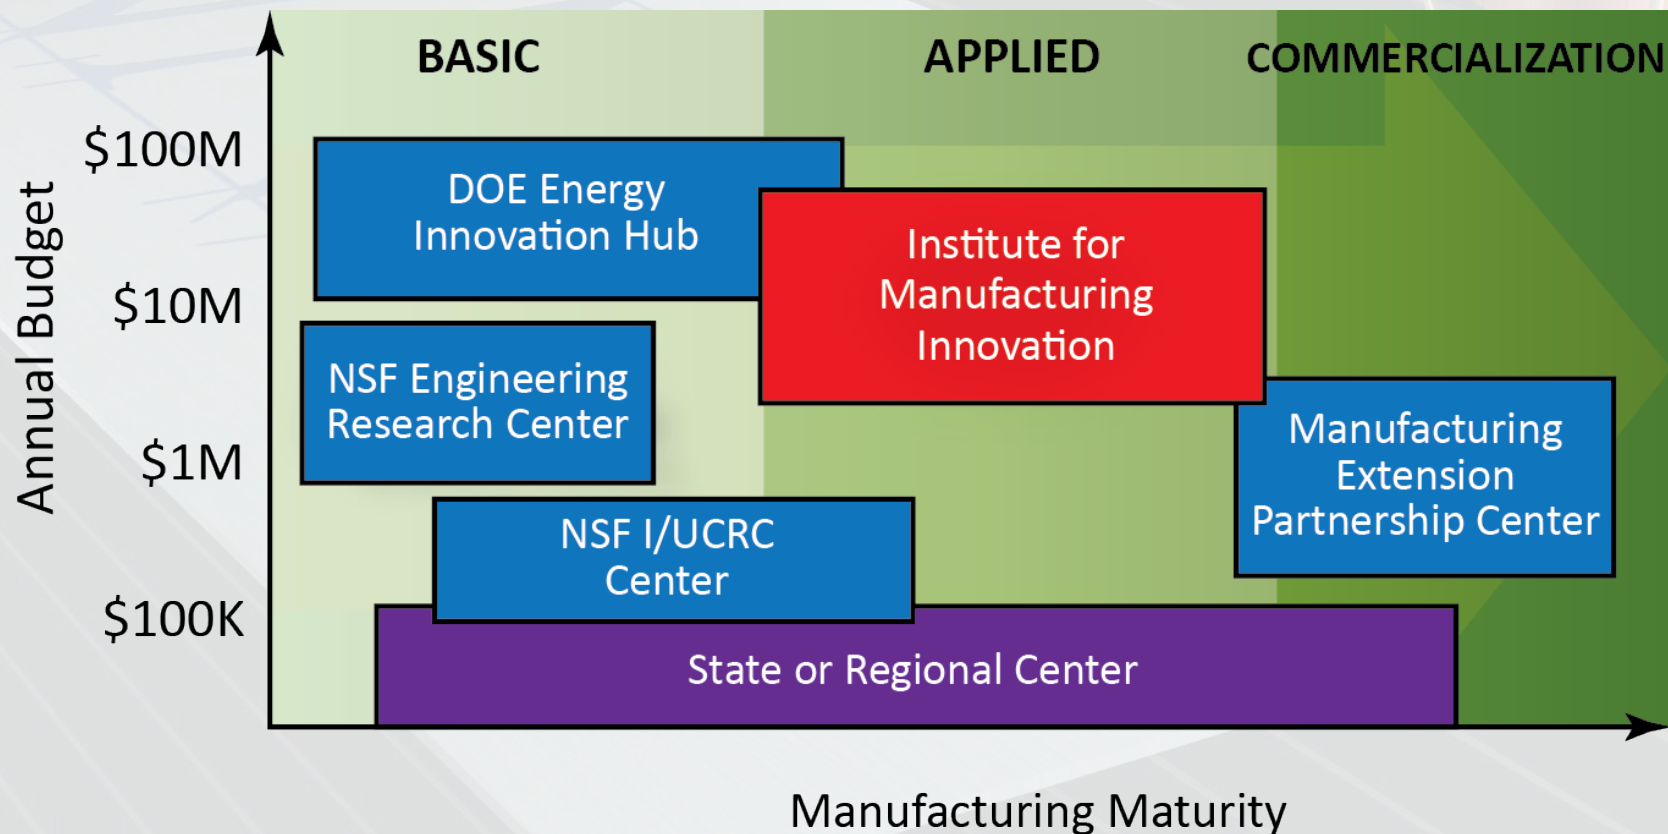 BASIC
APPLIED
COMMERCIALIZATION
Annual Budget
$100M
$10M
$1M
$100K
DOE Energy
Innovation Hub
Institute for
Manufacturing
Innovation
NSF Engineering
Research Center
Manufacturing
Extension
Partnership Center
NSF I/UCRC
Center
State or Regional Center
Manufacturing Maturity